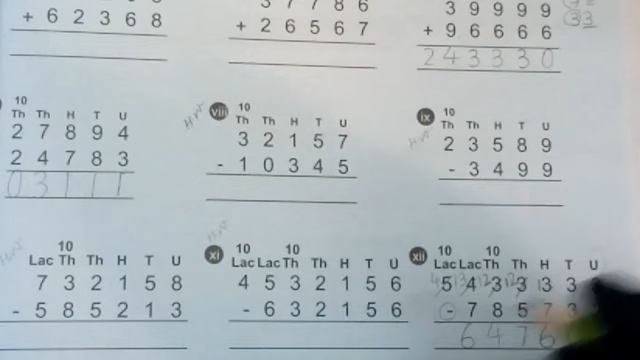 + 6 2 3 6 8
+ 2 6 5 6 7
3 9 9 9 9
+ 9 6 6 6 6
2 4 3 3 3 0
10
Th Th H T U
2 7 8 9 4
2 4 7 8 3
0 3 1 1 1
HW
viii
10
Th Th H T U
3 2 1 5 7
- 1 0 3 4 5
HW
ix
10
Th Th H T U
2 3 5 8 9
- 3 4 9 9
HW
10
Lac Th Th H T U
7 3 2 1 5 8
- 5 8 5 2 1 3
HW
xi
10 10
Lac Lac Th Th H T U
4 5 3 2 1 5 6
- 6 3 2 1 5 6
xii
10 10
Lac Lac Th Th H T U
5 4 3 3 3 3
- 7 8 5 7
6 4 7 6